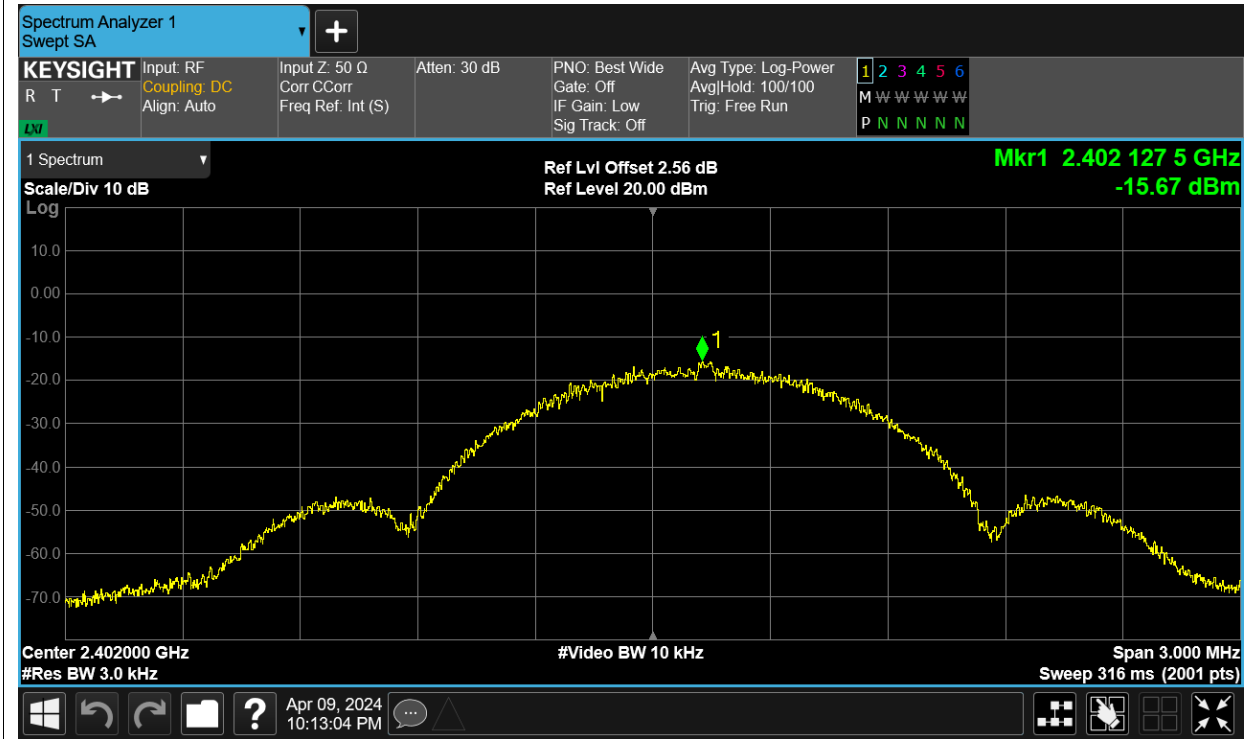 Spectrum Analyzer 1
Swept SA
KEYSIGHT
R T
LXI
Input: RF
Coupling: DC
Align: Auto
Input Z: 50 Ω
Corr CCorr
Freq Ref: Int (S)
Atten: 30 dB
PNO: Best Wide
Gate: Off
IF Gain: Low
Sig Track: Off
Avg Type: Log-Power
Avg|Hold: 100/100
Trig: Free Run
1 2 3 4 5 6
M W W W W W
P N N N N N
1 Spectrum
Scale/Div 10 dB
Log
Ref Lvl Offset 2.56 dB
Ref Level 20.00 dBm
Mkr1 2.402 127 5 GHz
-15.67 dBm
10.0
0.00
-10.0
-20.0
-30.0
-40.0
-50.0
-60.0
-70.0
1
Center 2.402000 GHz
#Res BW 3.0 kHz
#Video BW 10 kHz
Span 3.000 MHz
Sweep 316 ms (2001 pts)
?
Apr 09, 2024
10:13:04 PM